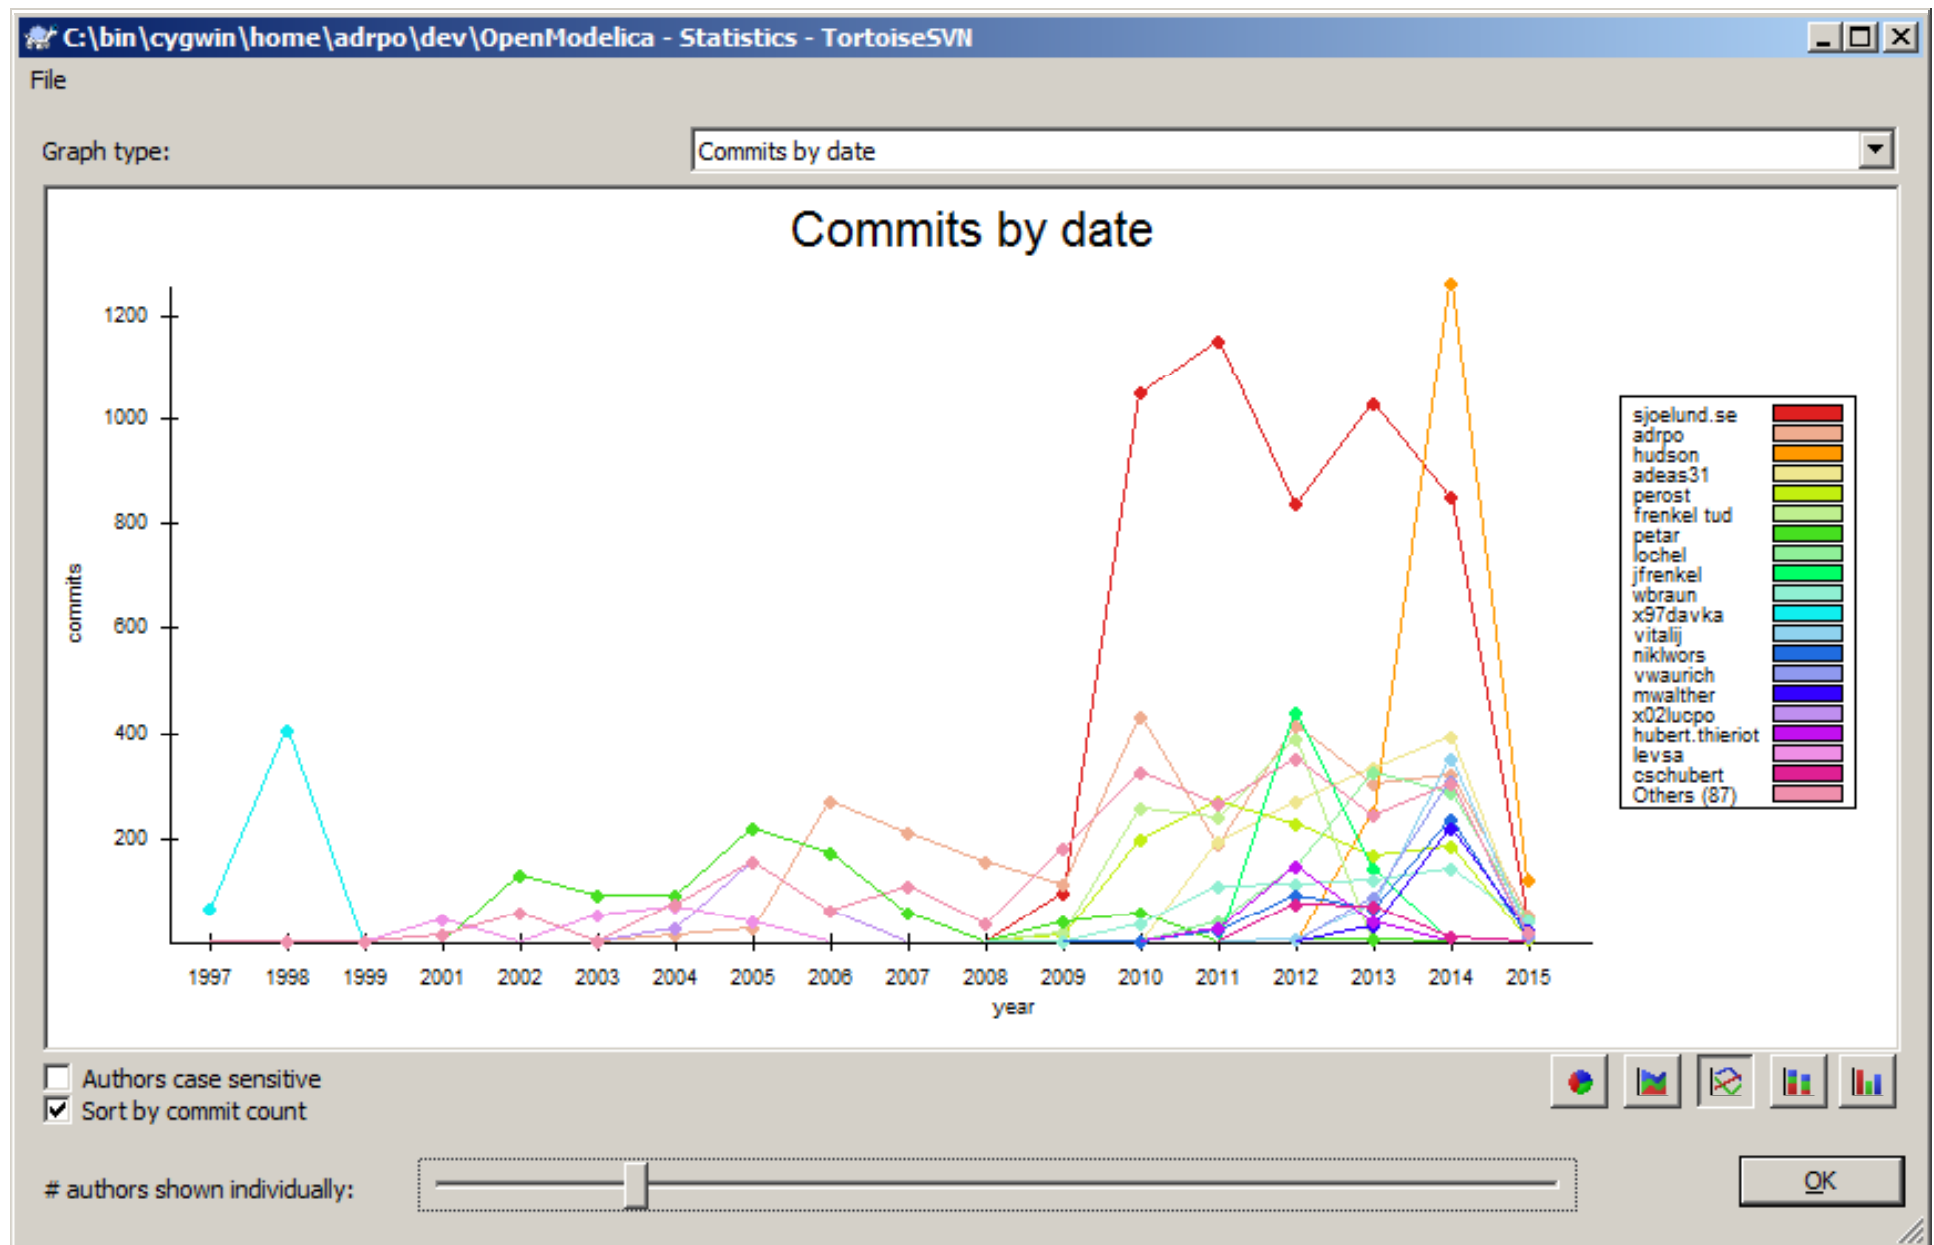 C:\bin\cygwin\home\adrpo\dev\OpenModelica - Statistics - TortoiseSVN
File
Graph type:
Commits by date
Commits by date
1200
1000
800
600
400
200
commits
1997 1998 1999 2001 2002 2003 2004 2005 2006 2007 2008 2009 2010 2011 2012 2013 2014 2015
year
sjoelund.se
adrpo
hudson
adeas31
perost
frenkel tud
petar
lochel
jfrenkel
wbraun
x97davka
vitalij
niklwors
vwaurich
mwalther
x02lucpo
hubert.thieriot
levsa
cschubert
Others (87)
Authors case sensitive
Sort by commit count
# authors shown individually:
OK